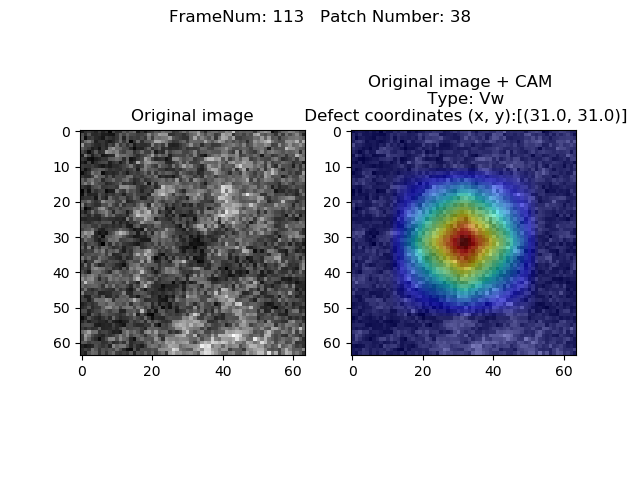 FrameNum: 113   Patch Number: 38
Original image
Original image + CAM
Type: Vw
Defect coordinates (x, y):[(31.0, 31.0)]
0
10
20
30
40
50
60
0 20 40 60
0
10
20
30
40
50
60
0 20 40 60